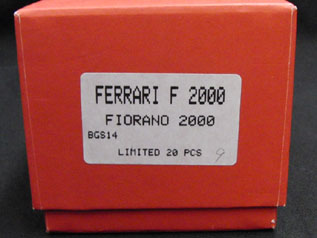 FERRARI F 2000
FIORANO 2000
BGS14
LIMITED 20 PCS 9